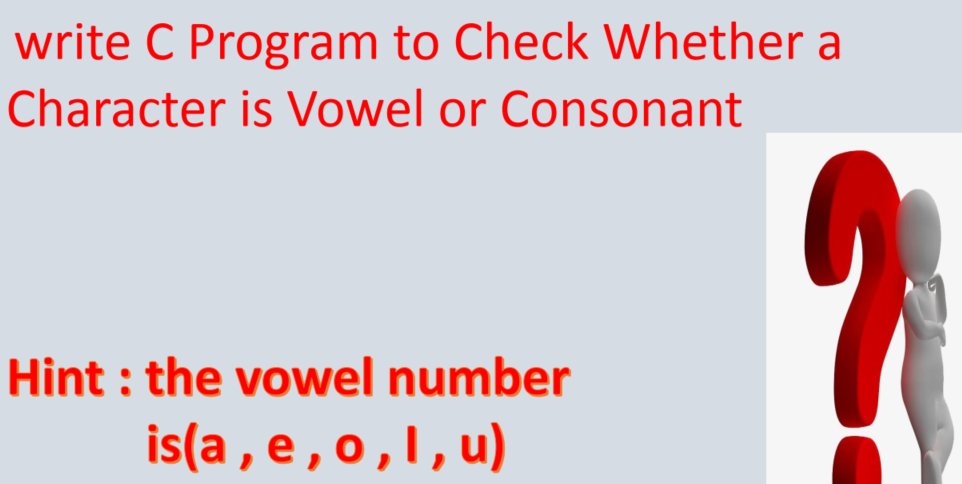 write C Program to Check Whether a
Character is Vowel or Consonant
Hint : the vowel number
is(a , e , o , I , u)